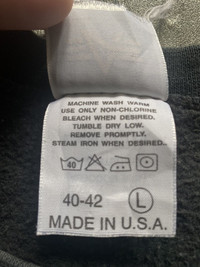 MACHINE WASH WARM
USE ONLY NON-CHLORINE
BLEACH WHEN DESIRED.
TUMBLE DRY LOW.
REMOVE PROMPTLY.
STEAM IRON WHEN DESIRED.
40
40-42 L
MADE IN U.S.A.